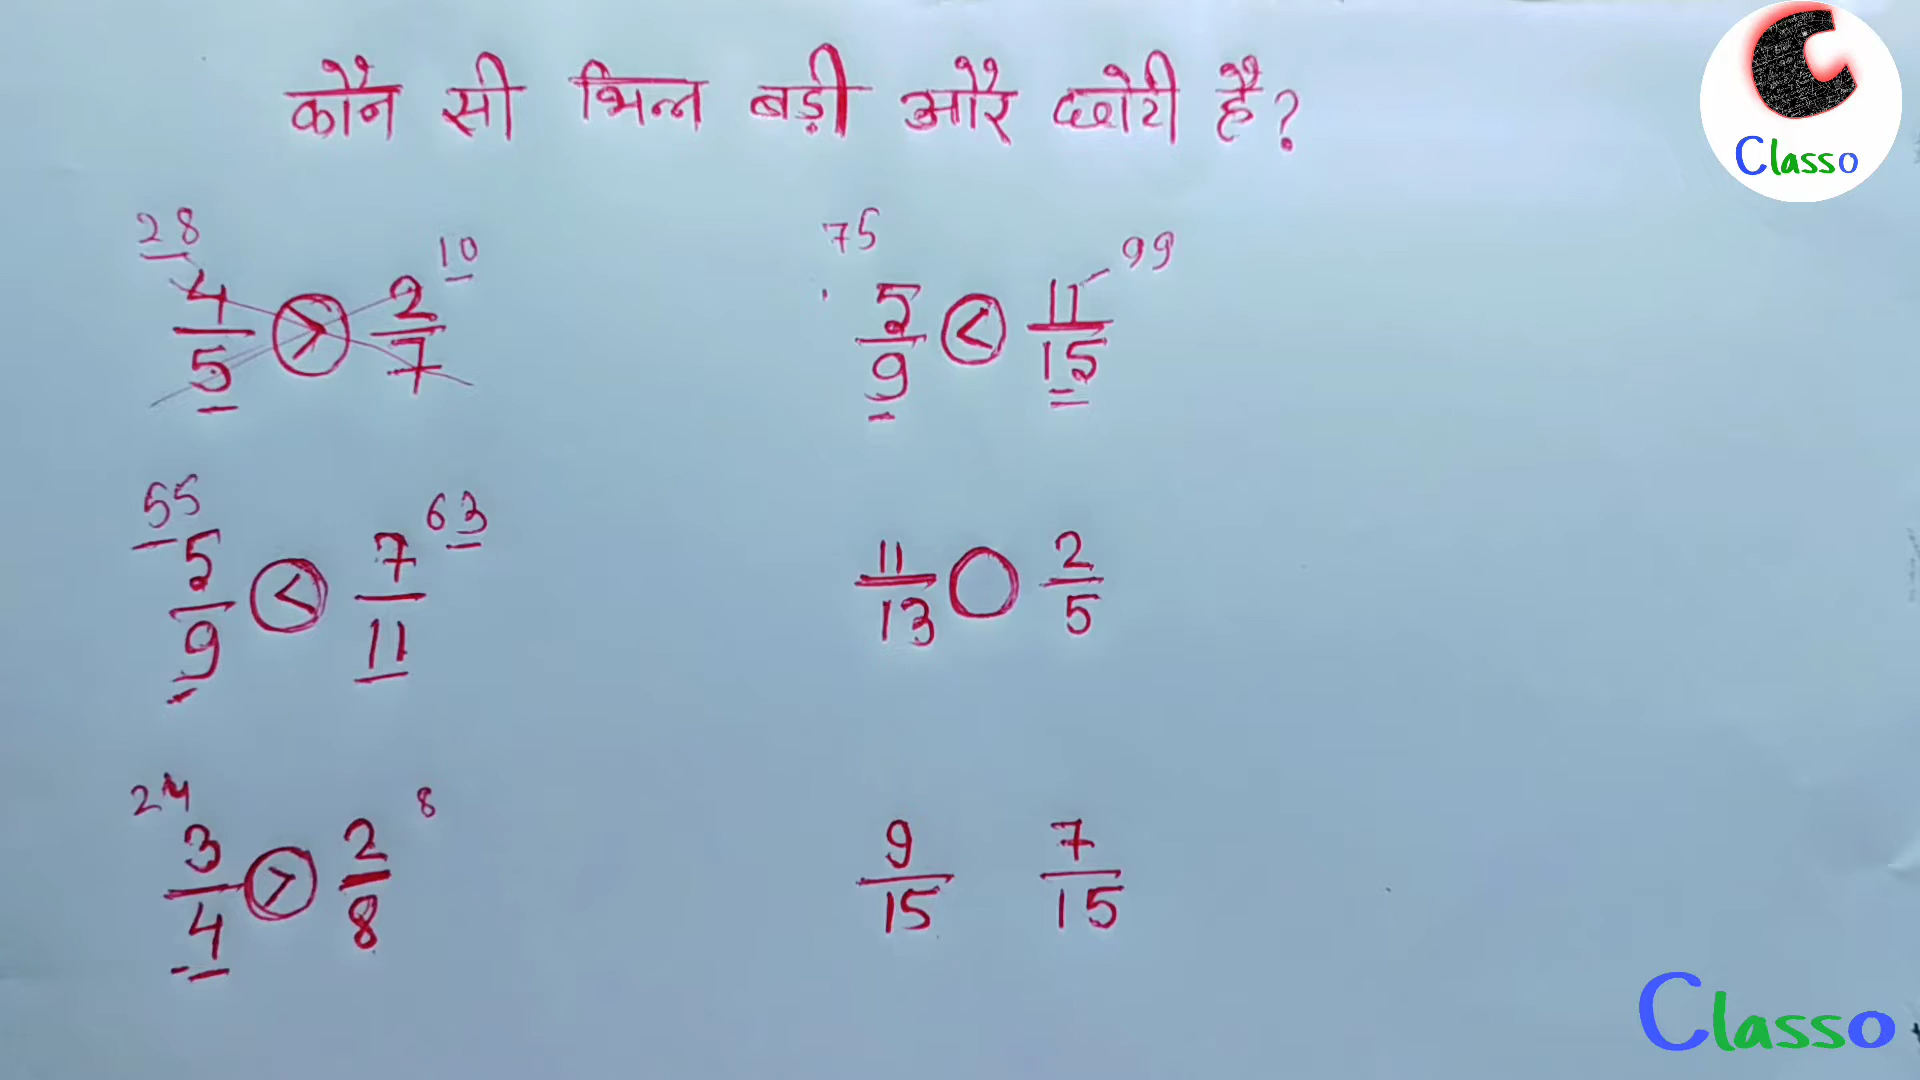 कौन सी भिन्न बड़ी और छोटी है?
Classo
28 10
4/5 > 2/7
75 99
5/9 < 11/15
55 63
5/9 < 7/11
11/13 ○ 2/5
24 8
3/4 > 2/8
9/15 7/15
Classo